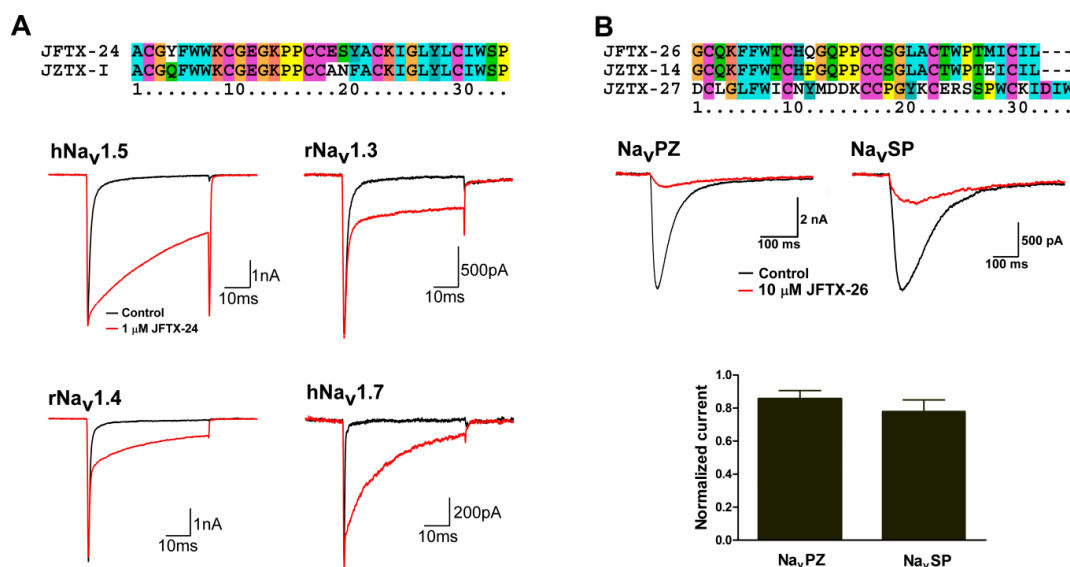 A
JFTX-24 ACGYFWWKCGEGKPPCCESYACKIGLYLCIWSP
JZTX-I ACGQFWWKCGEGKPPCCANFACKIGLYLCIWSP
1.......10........20........30...
hNav1.5
rNav1.3
1nA
10ms
Control
1 μM JFTX-24
500pA
10ms
rNav1.4
hNav1.7
1nA
10ms
200pA
10ms
B
JFTX-26 GCQKFFWTCHQGQPPCCSGLACTWPTMICIL---
JZTX-14 GCQKFFWTCHPGQPPCCSGLACTWPTEICIL---
JZTX-27 DCLGLFWICNYMDDKCCPGYKCERSSPWCKIDIW
1.......10........20........30....
NavPZ
NavSP
2 nA
100 ms
500 pA
100 ms
Control
10 μM JFTX-26
Normalized current
1.0
0.8
0.6
0.4
0.2
0.0
NavPZ
NavSP